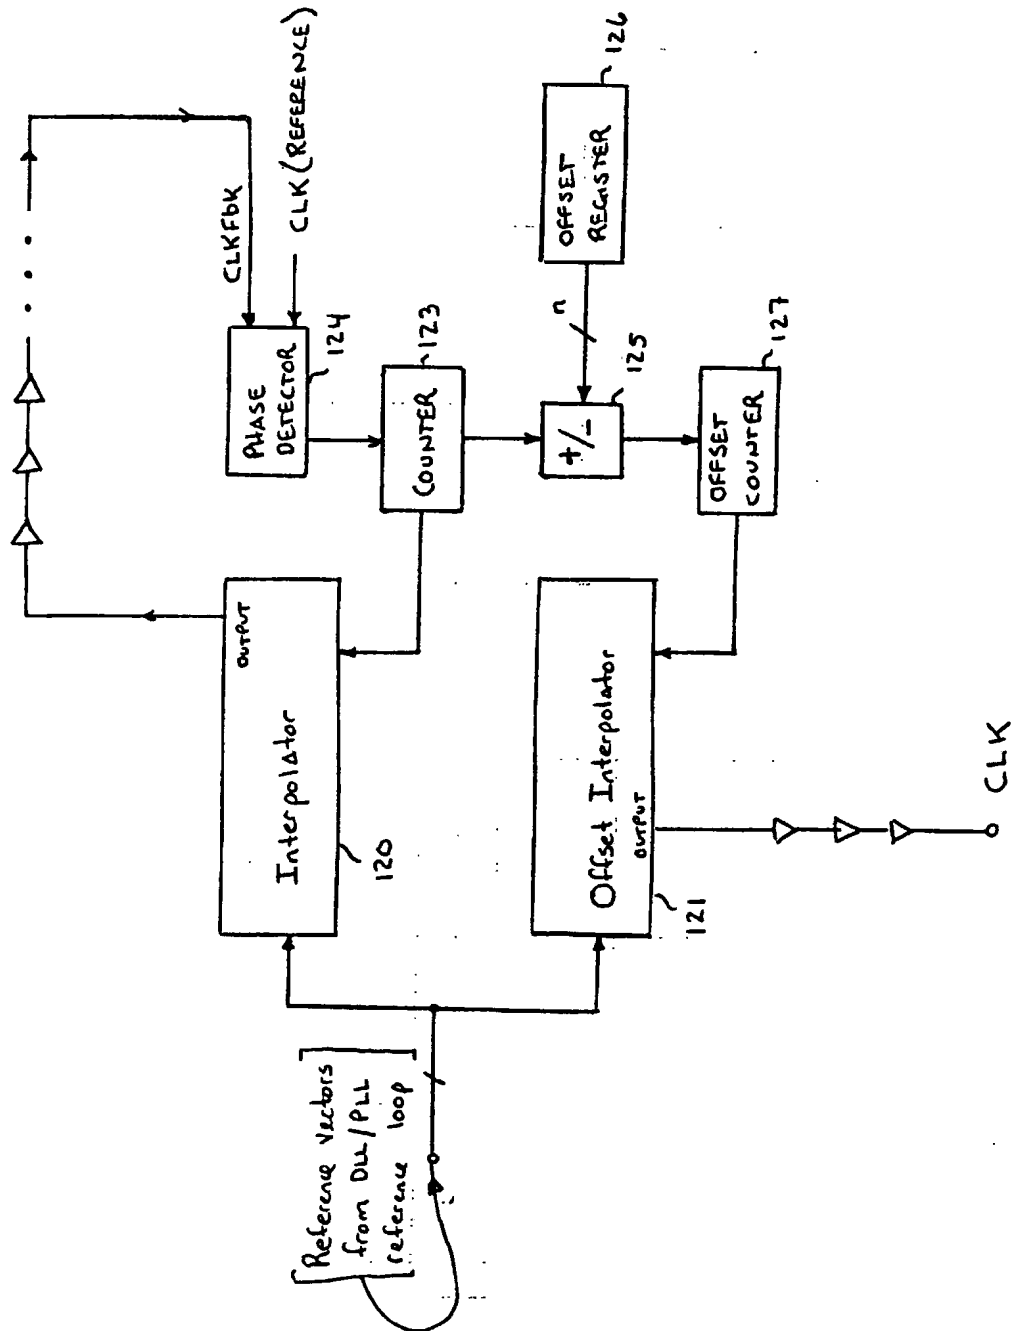 [Reference vectors
from DLL/PLL
reference loop]
Interpolator
OUTPUT
120
Offset Interpolator
OUTPUT
121
CLK
PHASE
DETECTOR
124
CLKFbK
CLK (REFERENCE)
COUNTER
123
+/-
125
n
OFFSET
REGISTER
126
OFFSET
COUNTER
127